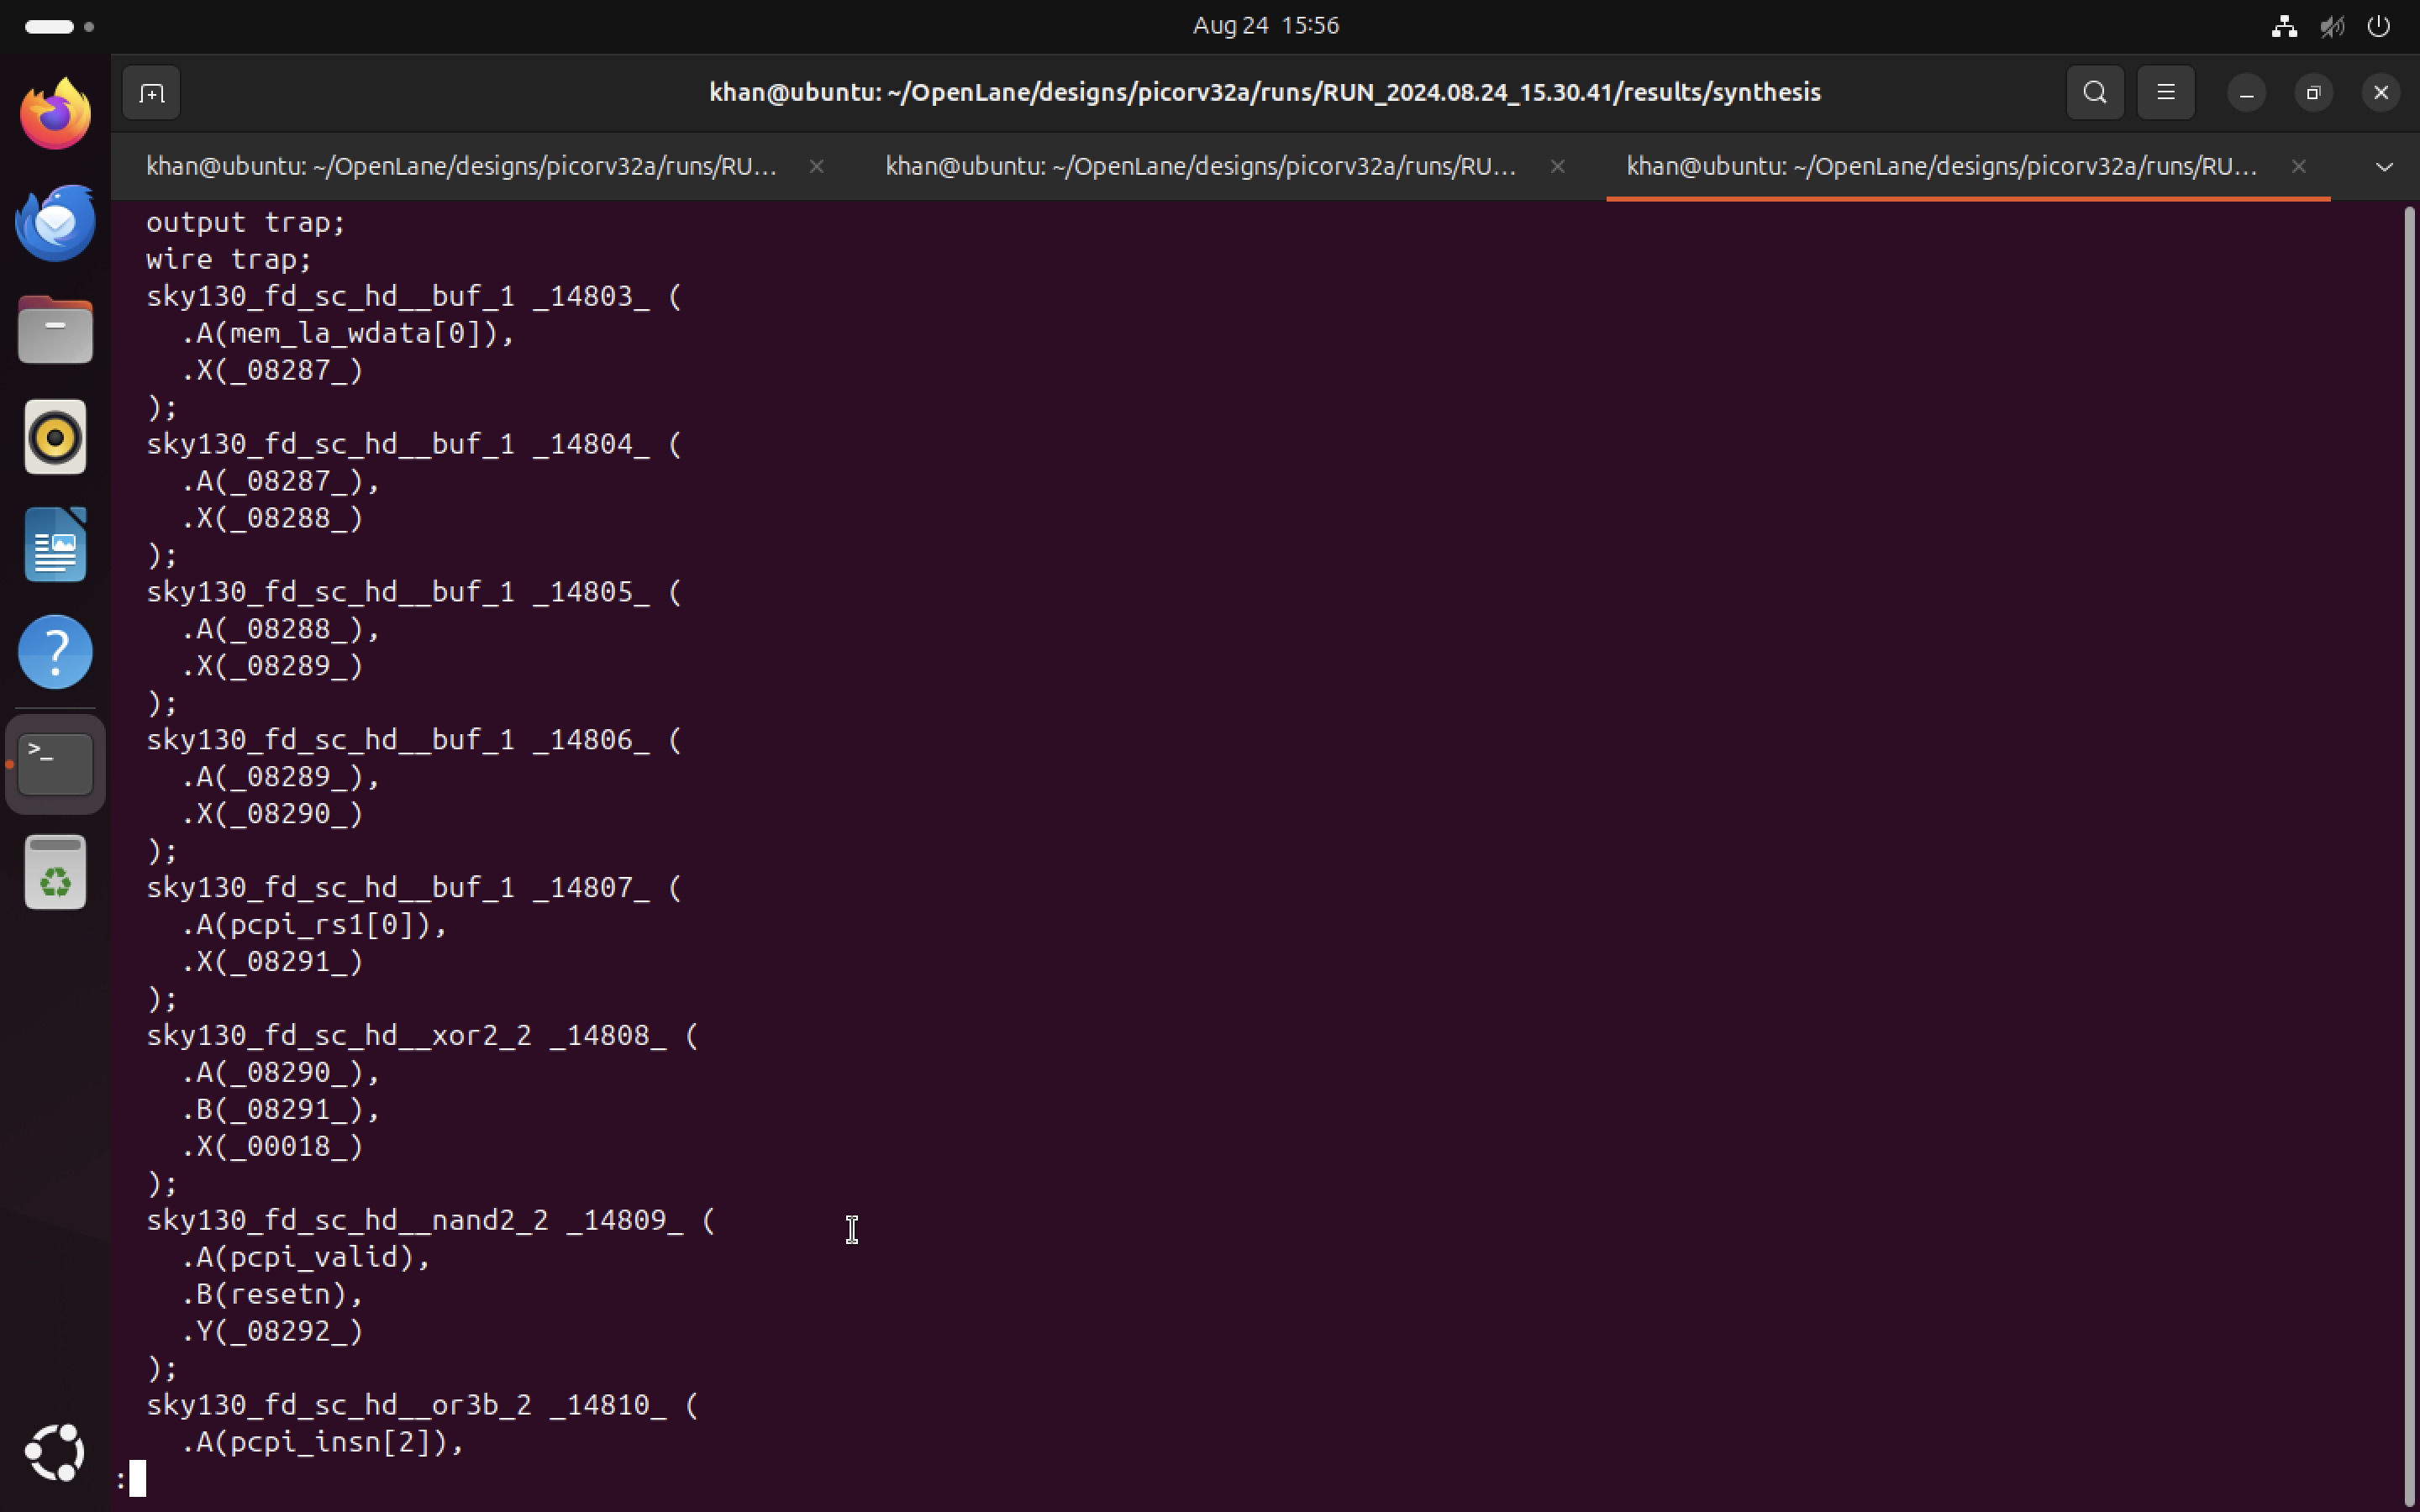 Aug 24 15:56
khan@ubuntu: ~/OpenLane/designs/picorv32a/runs/RUN_2024.08.24_15.30.41/results/synthesis
khan@ubuntu: ~/OpenLane/designs/picorv32a/runs/RU...
khan@ubuntu: ~/OpenLane/designs/picorv32a/runs/RU...
khan@ubuntu: ~/OpenLane/designs/picorv32a/runs/RU...
output trap;
wire trap;
sky130_fd_sc_hd__buf_1 _14803_ (
.A(mem_la_wdata[0]),
.X(_08287_)
);
sky130_fd_sc_hd__buf_1 _14804_ (
.A(_08287_),
.X(_08288_)
);
sky130_fd_sc_hd__buf_1 _14805_ (
.A(_08288_),
.X(_08289_)
);
sky130_fd_sc_hd__buf_1 _14806_ (
.A(_08289_),
.X(_08290_)
);
sky130_fd_sc_hd__buf_1 _14807_ (
.A(pcpi_rs1[0]),
.X(_08291_)
);
sky130_fd_sc_hd__xor2_2 _14808_ (
.A(_08290_),
.B(_08291_),
.X(_00018_)
);
sky130_fd_sc_hd__nand2_2 _14809_ (
.A(pcpi_valid),
.B(resetn),
.Y(_08292_)
);
sky130_fd_sc_hd__or3b_2 _14810_ (
.A(pcpi_insn[2]),
: